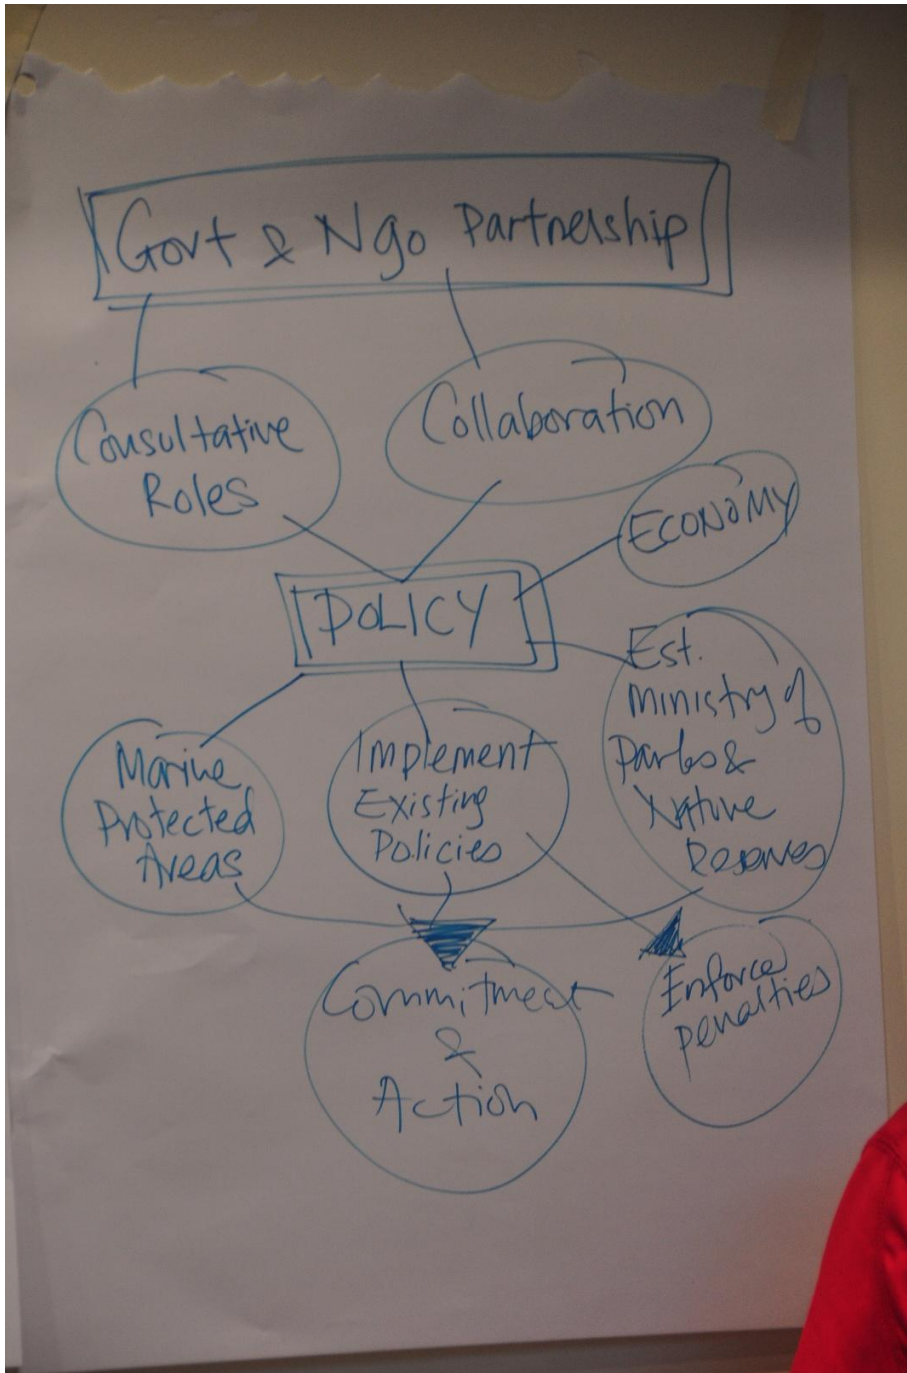 Govt & Ngo Partnership
Consultative
Roles
Collaboration
ECONOMY
POLICY
Est.
Ministry of
Parks &
Nature
Reserves
Marine
Protected
Areas
Implement
Existing
Policies
Commitment
&
Action
Enforce
penalties